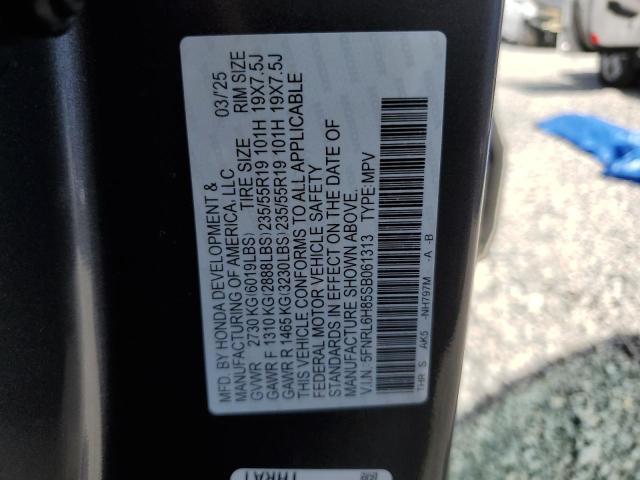 MFD. BY HONDA DEVELOPMENT & 03/'25
MANUFACTURING OF AMERICA, LLC
TIRE SIZE RIM SIZE
GVWR 2730 KG(6019LBS)
GAWR F 1310 KG(2888LBS) 235/55R19 101H 19X7.5J
GAWR R 1465 KG(3230LBS) 235/55R19 101H 19X7.5J
THIS VEHICLE CONFORMS TO ALL APPLICABLE
FEDERAL MOTOR VEHICLE SAFETY
STANDARDS IN EFFECT ON THE DATE OF
MANUFACTURE SHOWN ABOVE.
V.I.N.: 5FNRL6H85SB061313 TYPE:MPV
THR S AK5 -NH797M -A -B